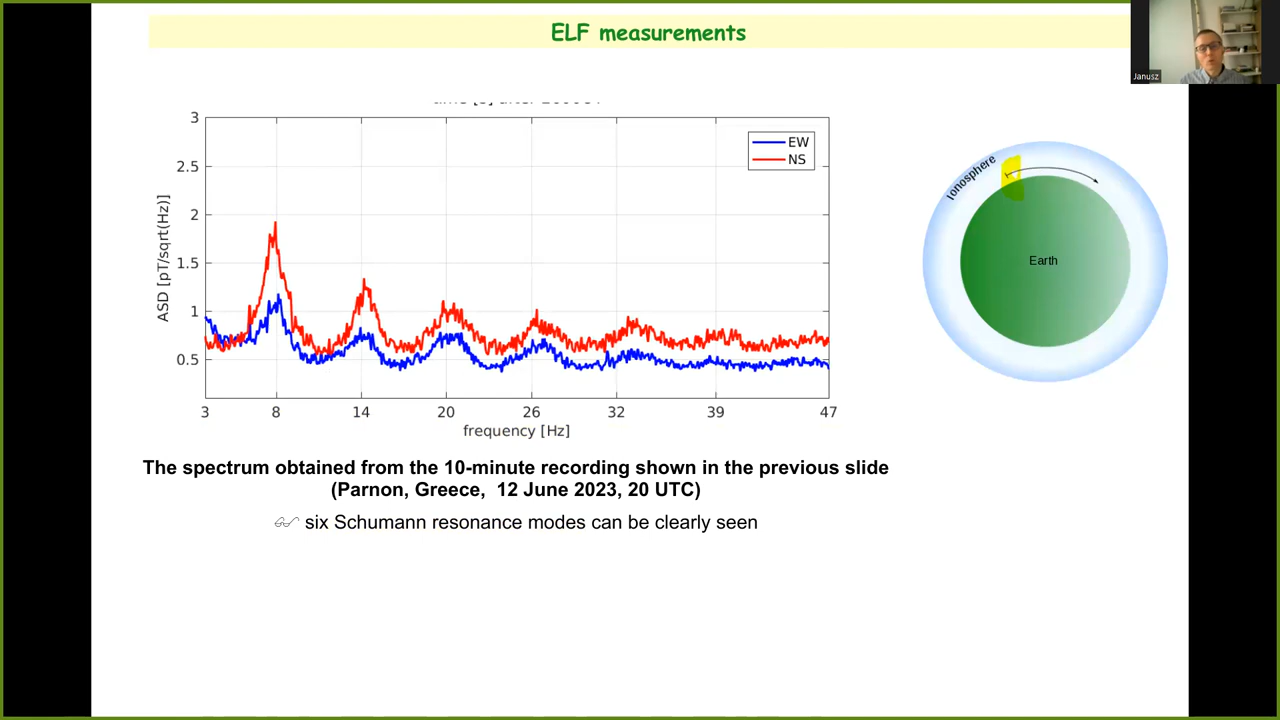 ELF measurements
Janusz
3
2.5
2
1.5
1
0.5
ASD [pT/sqrt(Hz)]
EW
NS
3 8 14 20 26 32 39 47
frequency [Hz]
Ionosphere
Earth
The spectrum obtained from the 10-minute recording shown in the previous slide
(Parnon, Greece, 12 June 2023, 20 UTC)
six Schumann resonance modes can be clearly seen